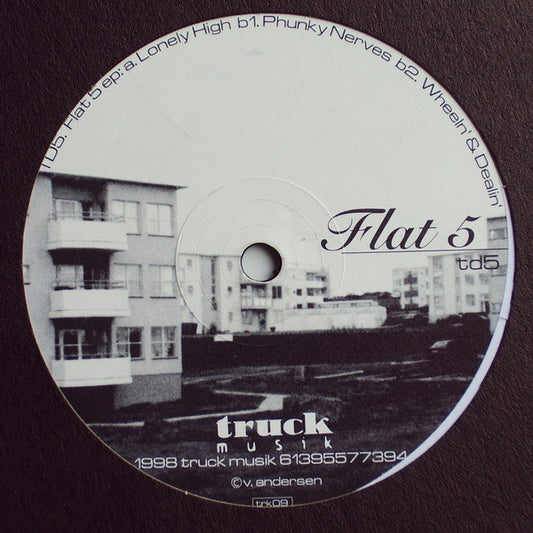 TD5. Flat 5 ep: a. Lonely High b1. Phunky Nerves b2. Wheeln' & Dealin'
Flat 5
td5
truck
musik
1998 truck musik 61395577394
©v. andersen
trk09